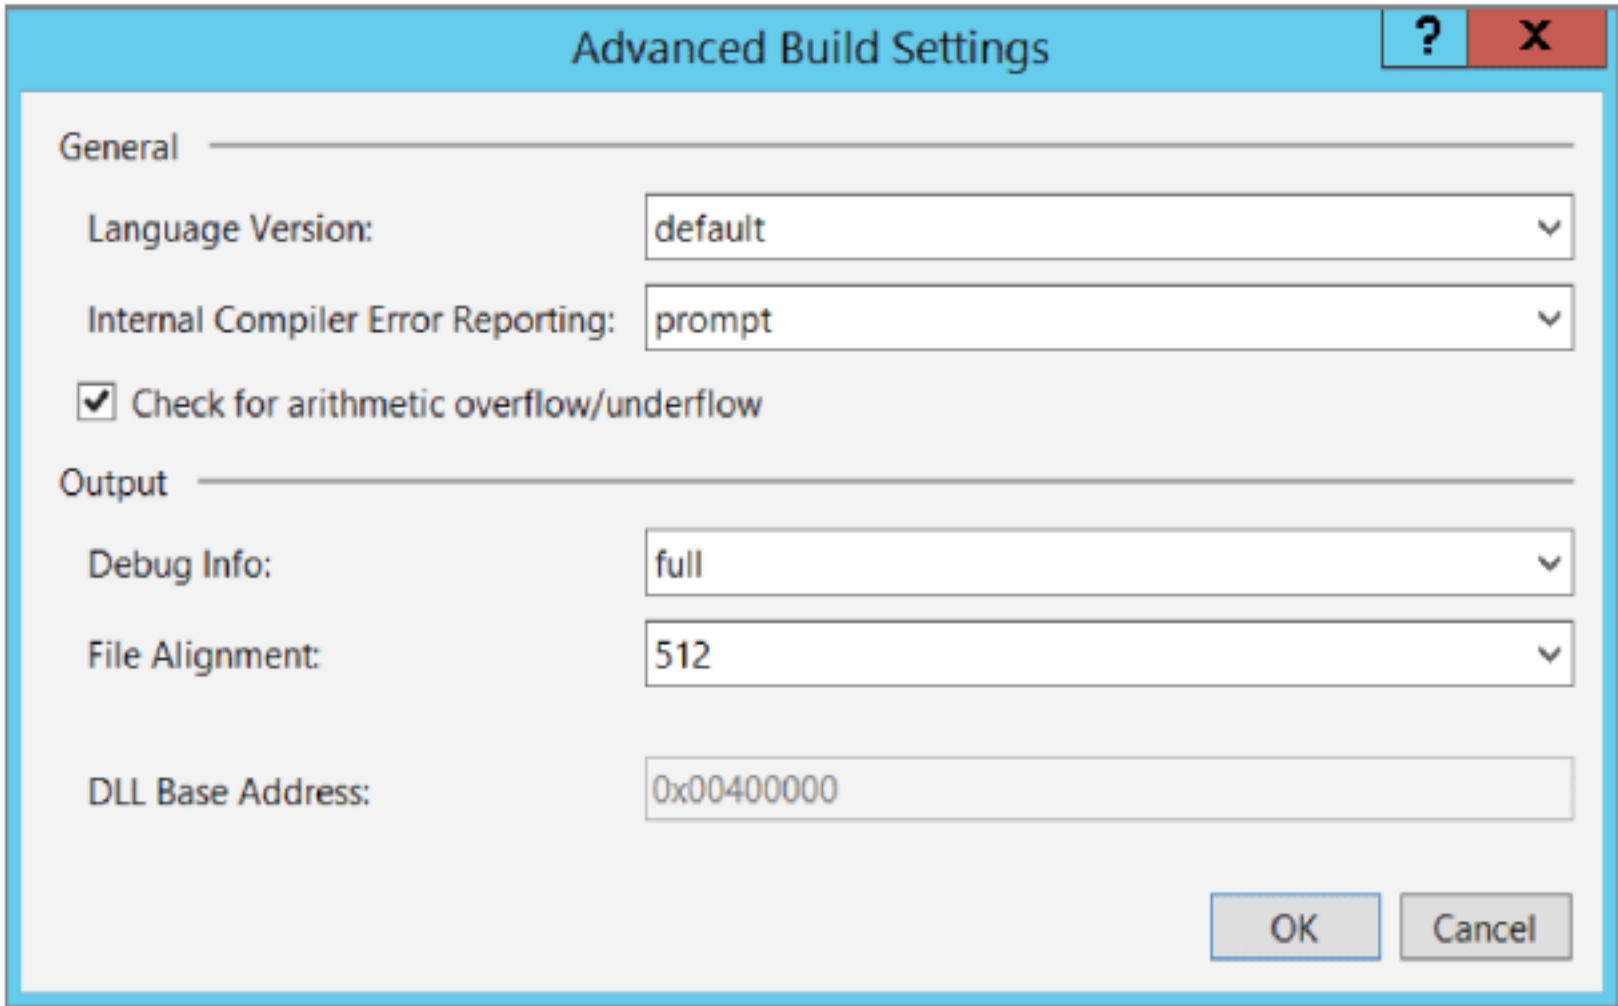 Advanced Build Settings
?
X
General
Language Version: default
Internal Compiler Error Reporting: prompt
Check for arithmetic overflow/underflow
Output
Debug Info: full
File Alignment: 512
DLL Base Address: 0x00400000
OK Cancel